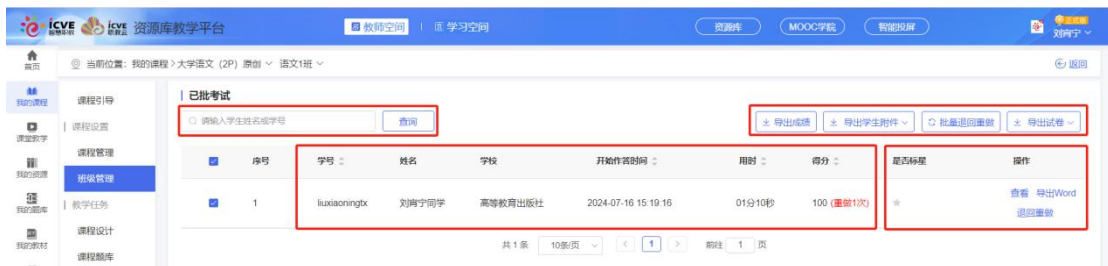 icve 智慧职教 icve 职教云 资源库教学平台 教师空间 学习空间 资源库 MOOC学院 智能投屏 正式版 刘宵宁
首页 当前位置：我的课程 > 大学语文（2P）原创 语文1班 返回
我的课程 课程引导 已批考试
课堂教学 课程设置 请输入学生姓名或学号 查询 导出成绩 导出学生附件 批量退回重做 导出试卷
我的资源 课程管理 序号 学号 姓名 学校 开始作答时间 用时 得分 是否标星 操作
班级管理
我的题库 教学任务 1 liuxiaoningtx 刘宵宁同学 高等教育出版社 2024-07-16 15:19:16 01分10秒 100 (重做1次) 查看 导出Word
退回重做
我的教材 课程设计 共 1 条 10条/页 1 前往 1 页
课程题库